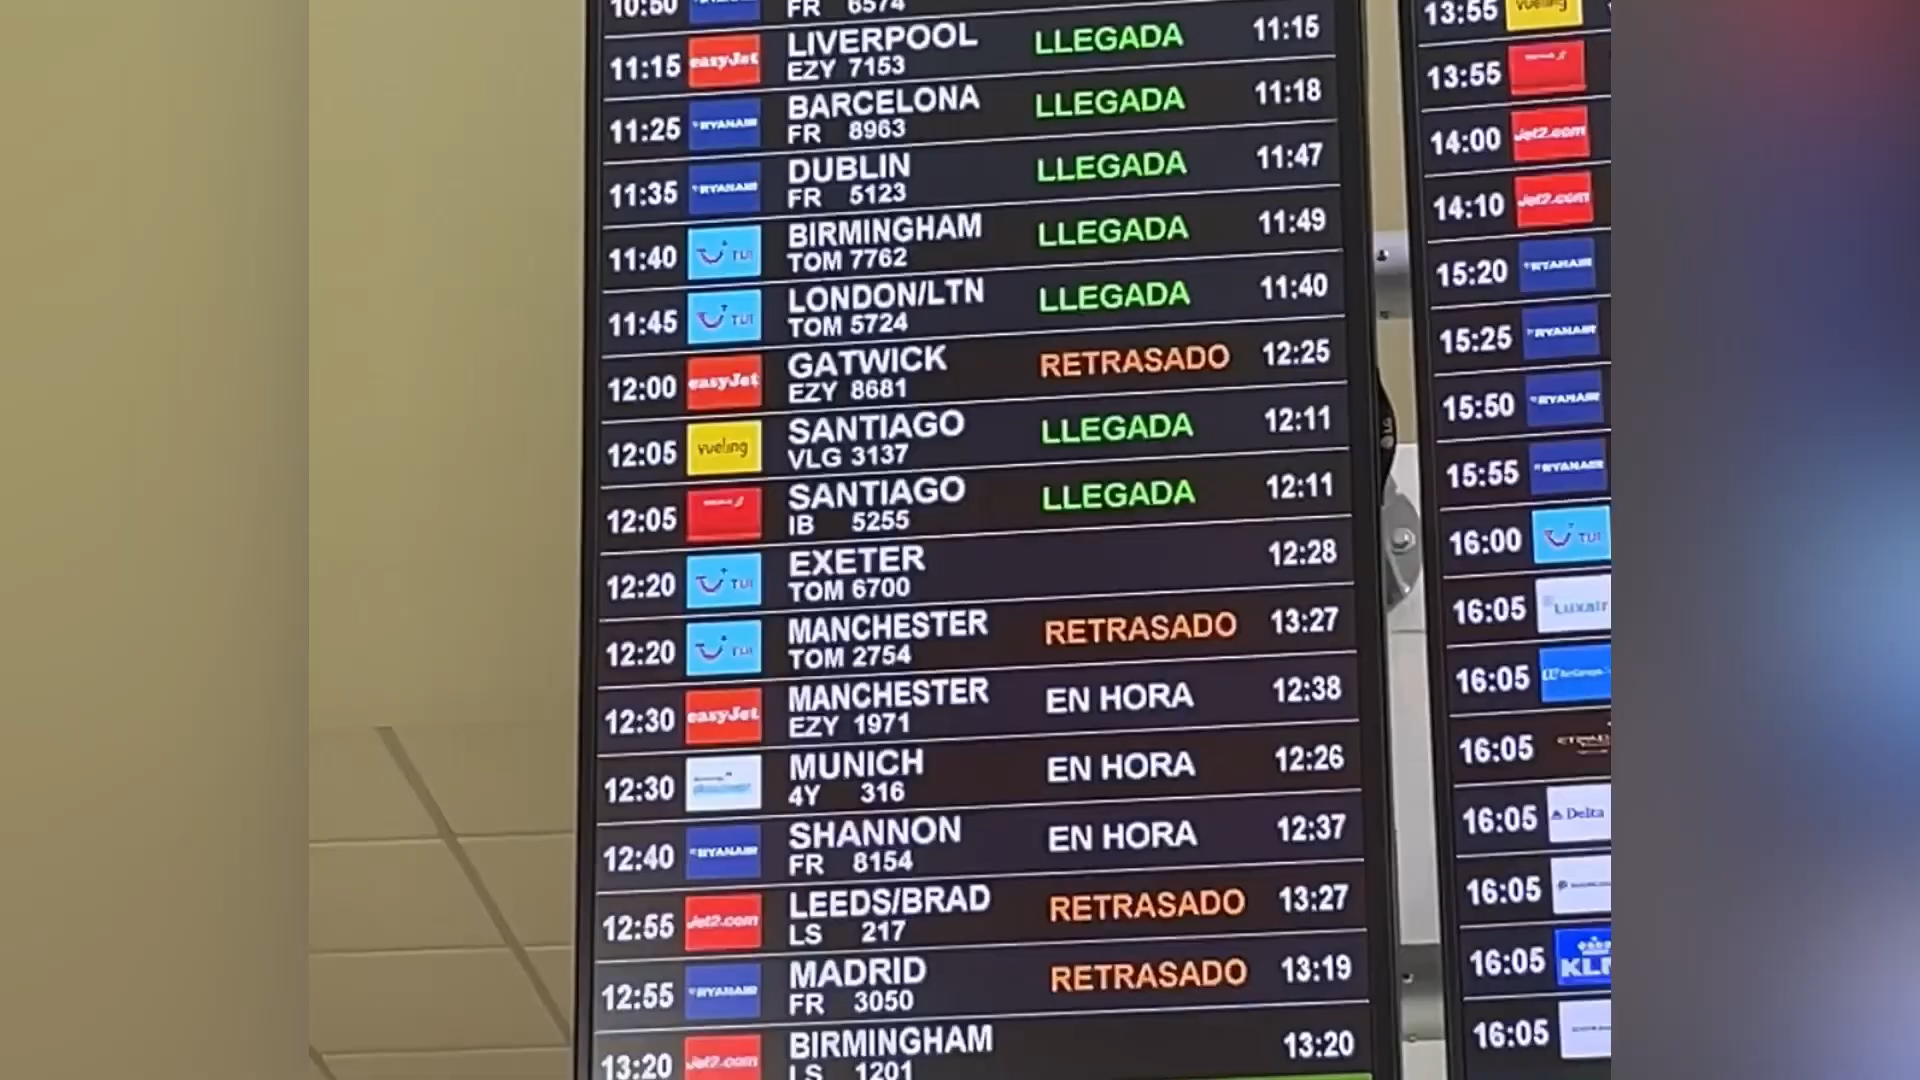 10:50 FR 6574
11:15 easyJet LIVERPOOL LLEGADA 11:15
EZY 7153
11:25 RYANAIR BARCELONA LLEGADA 11:18
FR 8963
11:35 RYANAIR DUBLIN LLEGADA 11:47
FR 5123
11:40 TUI BIRMINGHAM LLEGADA 11:49
TOM 7762
11:45 TUI LONDON/LTN LLEGADA 11:40
TOM 5724
12:00 easyJet GATWICK RETRASADO 12:25
EZY 8681
12:05 vueling SANTIAGO LLEGADA 12:11
VLG 3137
12:05 SANTIAGO LLEGADA 12:11
IB 5255
12:20 TUI EXETER 12:28
TOM 6700
12:20 TUI MANCHESTER RETRASADO 13:27
TOM 2754
12:30 easyJet MANCHESTER EN HORA 12:38
EZY 1971
12:30 MUNICH EN HORA 12:26
4Y 316
12:40 RYANAIR SHANNON EN HORA 12:37
FR 8154
12:55 Jet2.com LEEDS/BRAD RETRASADO 13:27
LS 217
12:55 RYANAIR MADRID RETRASADO 13:19
FR 3050
13:20 Jet2.com BIRMINGHAM 13:20
LS 1201
13:55 vueling
13:55
14:00 Jet2.com
14:10 Jet2.com
15:20 RYANAIR
15:25 RYANAIR
15:50 RYANAIR
15:55 RYANAIR
16:00 TUI
16:05 Luxair
16:05
16:05
16:05 Delta
16:05
16:05 KL
16:05